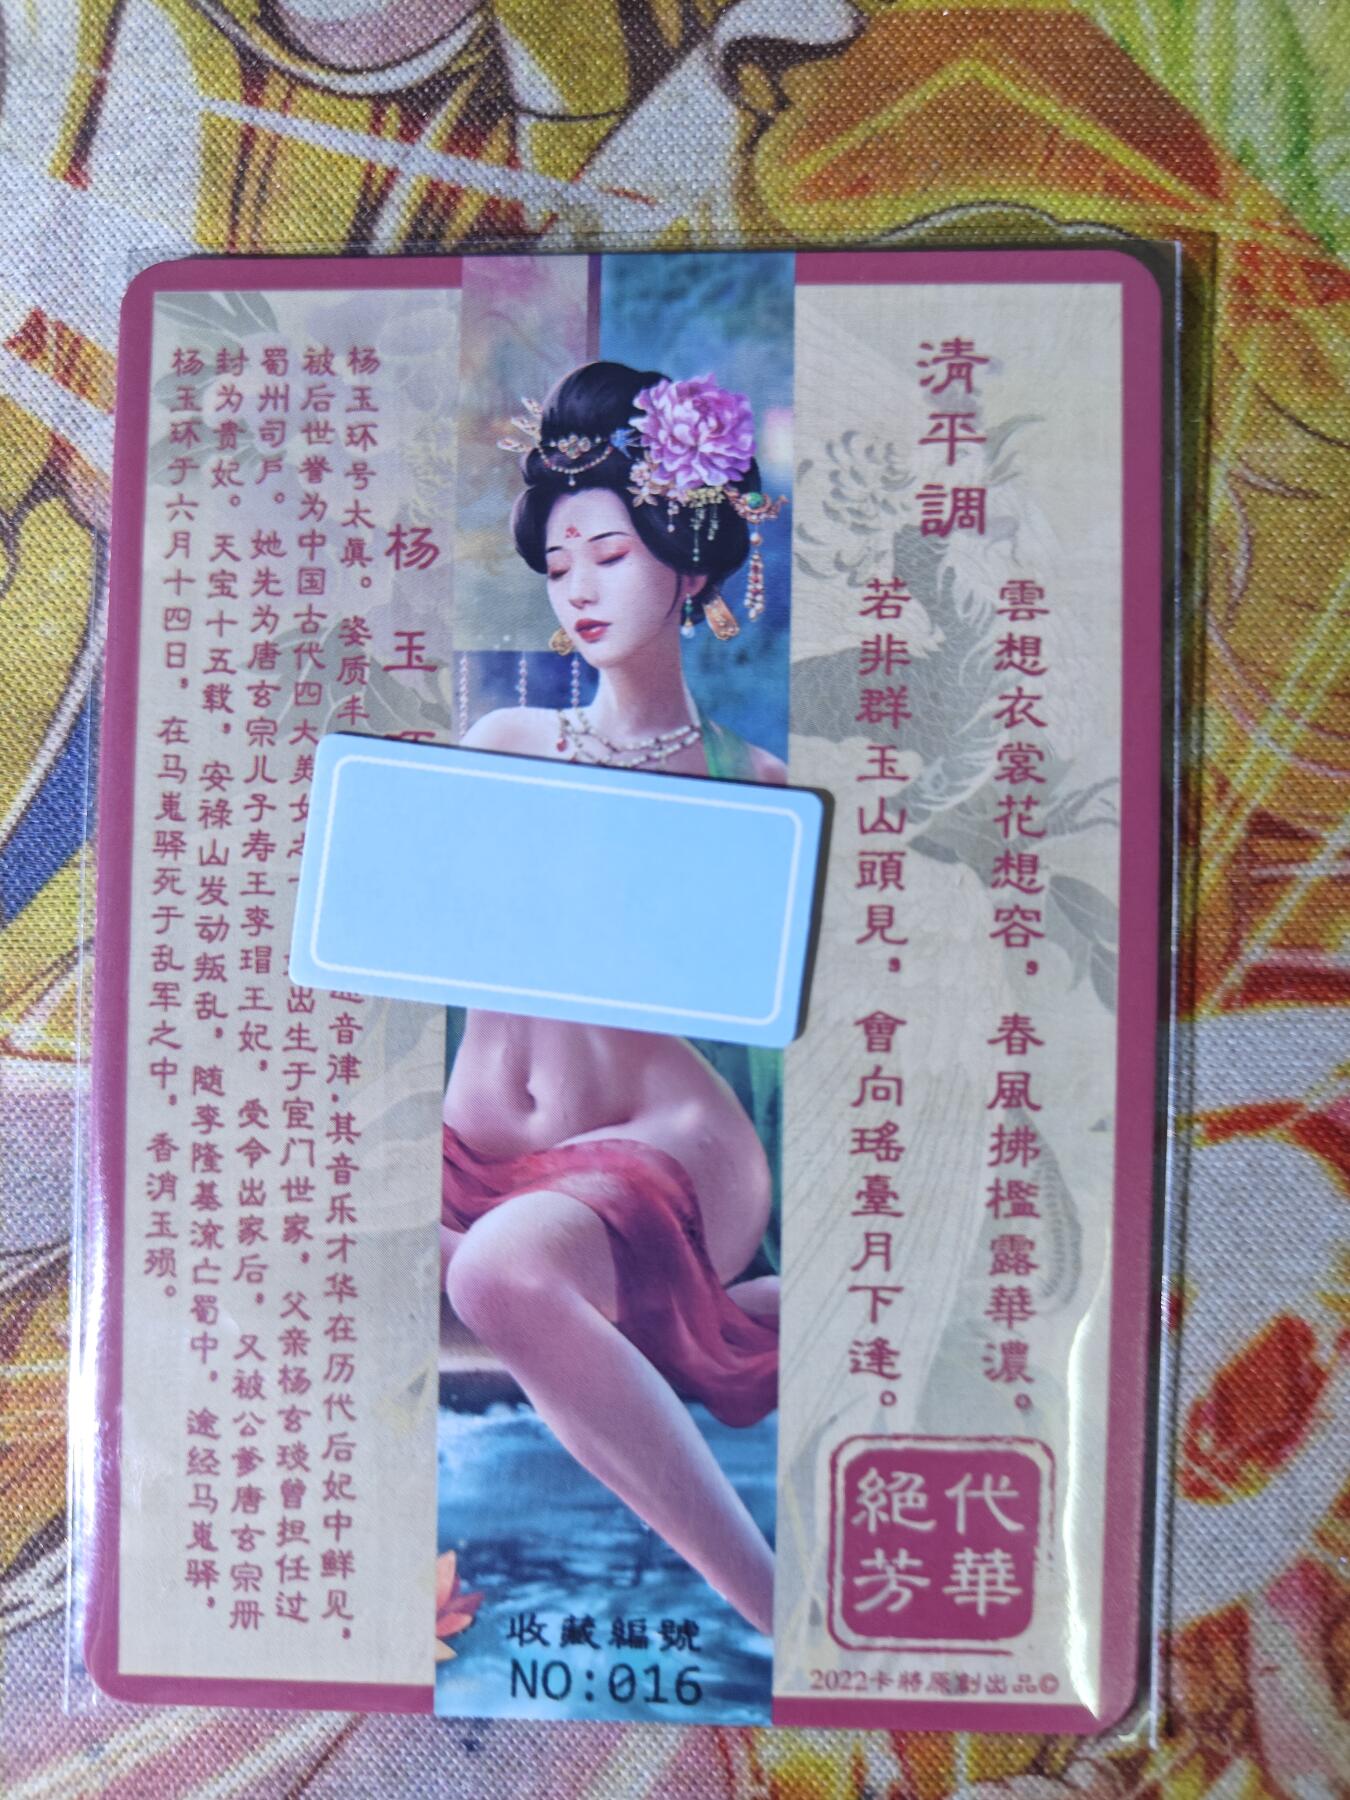 清平調
雲想衣裳花想容，春風拂檻露華濃。
若非群玉山頭見，會向瑤臺月下逢。
絕代
芳華
2022卡將原創出品©
收藏編號
NO:016
杨玉
杨玉环号太真。姿质丰 音律,其音乐才华在历代后妃中鲜见，
被后世誉为中国古代四大美女 出生于宦门世家，父亲杨玄琰曾担任过
蜀州司户。她先为唐玄宗儿子寿王李瑁王妃，受令出家后，又被公爹唐玄宗册
封为贵妃。天宝十五载，安祿山发动叛乱，随李隆基流亡蜀中，途经马嵬驿，
杨玉环于六月十四日，在马嵬驿死于乱军之中，香消玉殒。